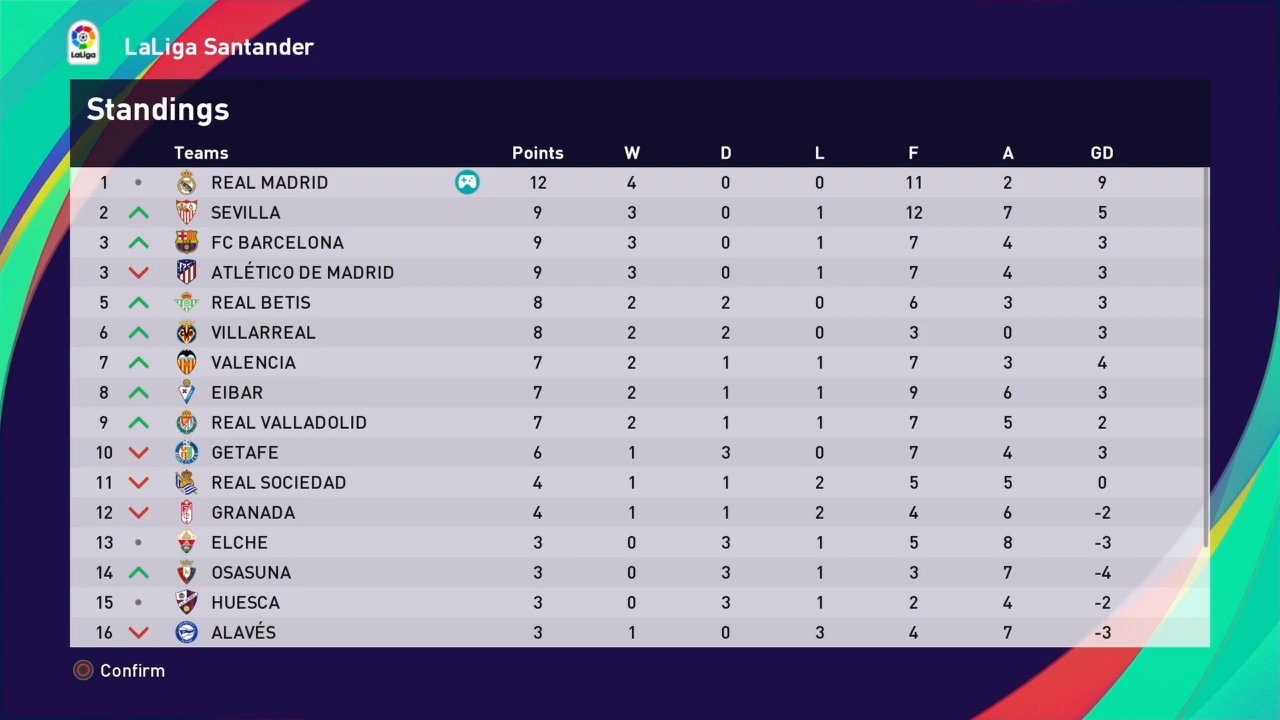 LaLiga
LaLiga Santander
Standings
Teams Points W D L F A GD
1 REAL MADRID 12 4 0 0 11 2 9
2 SEVILLA 9 3 0 1 12 7 5
3 FC BARCELONA 9 3 0 1 7 4 3
3 ATLÉTICO DE MADRID 9 3 0 1 7 4 3
5 REAL BETIS 8 2 2 0 6 3 3
6 VILLARREAL 8 2 2 0 3 0 3
7 VALENCIA 7 2 1 1 7 3 4
8 EIBAR 7 2 1 1 9 6 3
9 REAL VALLADOLID 7 2 1 1 7 5 2
10 GETAFE 6 1 3 0 7 4 3
11 REAL SOCIEDAD 4 1 1 2 5 5 0
12 GRANADA 4 1 1 2 4 6 -2
13 ELCHE 3 0 3 1 5 8 -3
14 OSASUNA 3 0 3 1 3 7 -4
15 HUESCA 3 0 3 1 2 4 -2
16 ALAVÉS 3 1 0 3 4 7 -3
Confirm